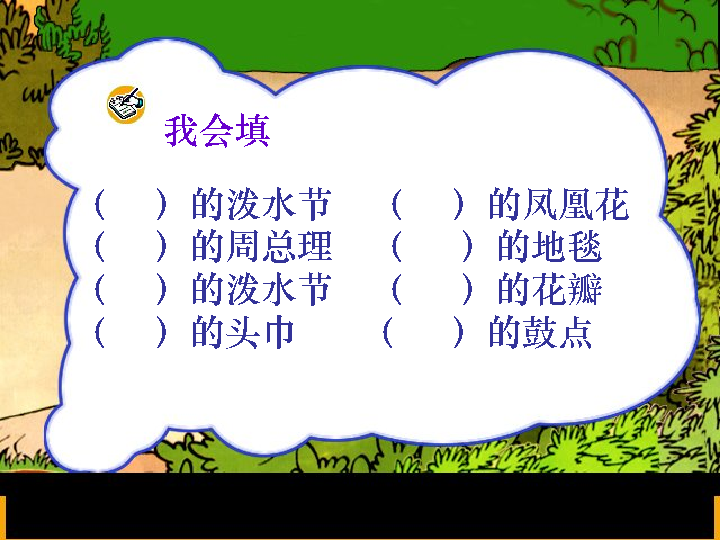 我会填
（　）的泼水节　（　）的凤凰花
（　）的周总理　（　）的地毯
（　）的泼水节　（　）的花瓣
（　）的头巾　（　）的鼓点